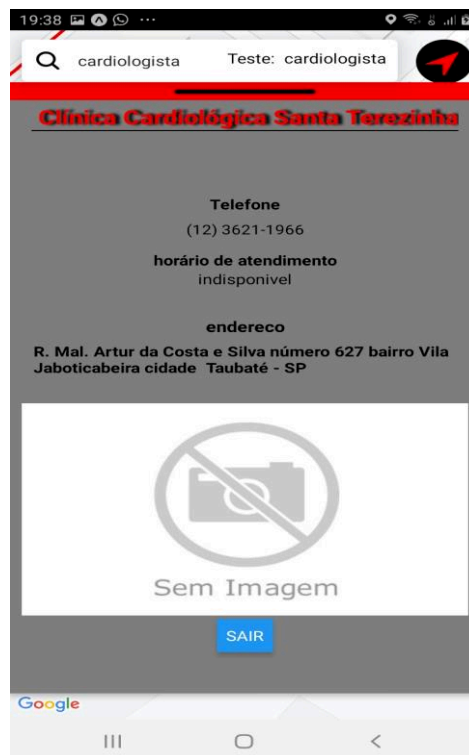 19:38
cardiologista
Teste: cardiologista
Clínica Cardiológica Santa Terezinha
Telefone
(12) 3621-1966
horário de atendimento
indisponivel
endereco
R. Mal. Artur da Costa e Silva número 627 bairro Vila
Jaboticabeira cidade Taubaté - SP
Sem Imagem
SAIR
Google